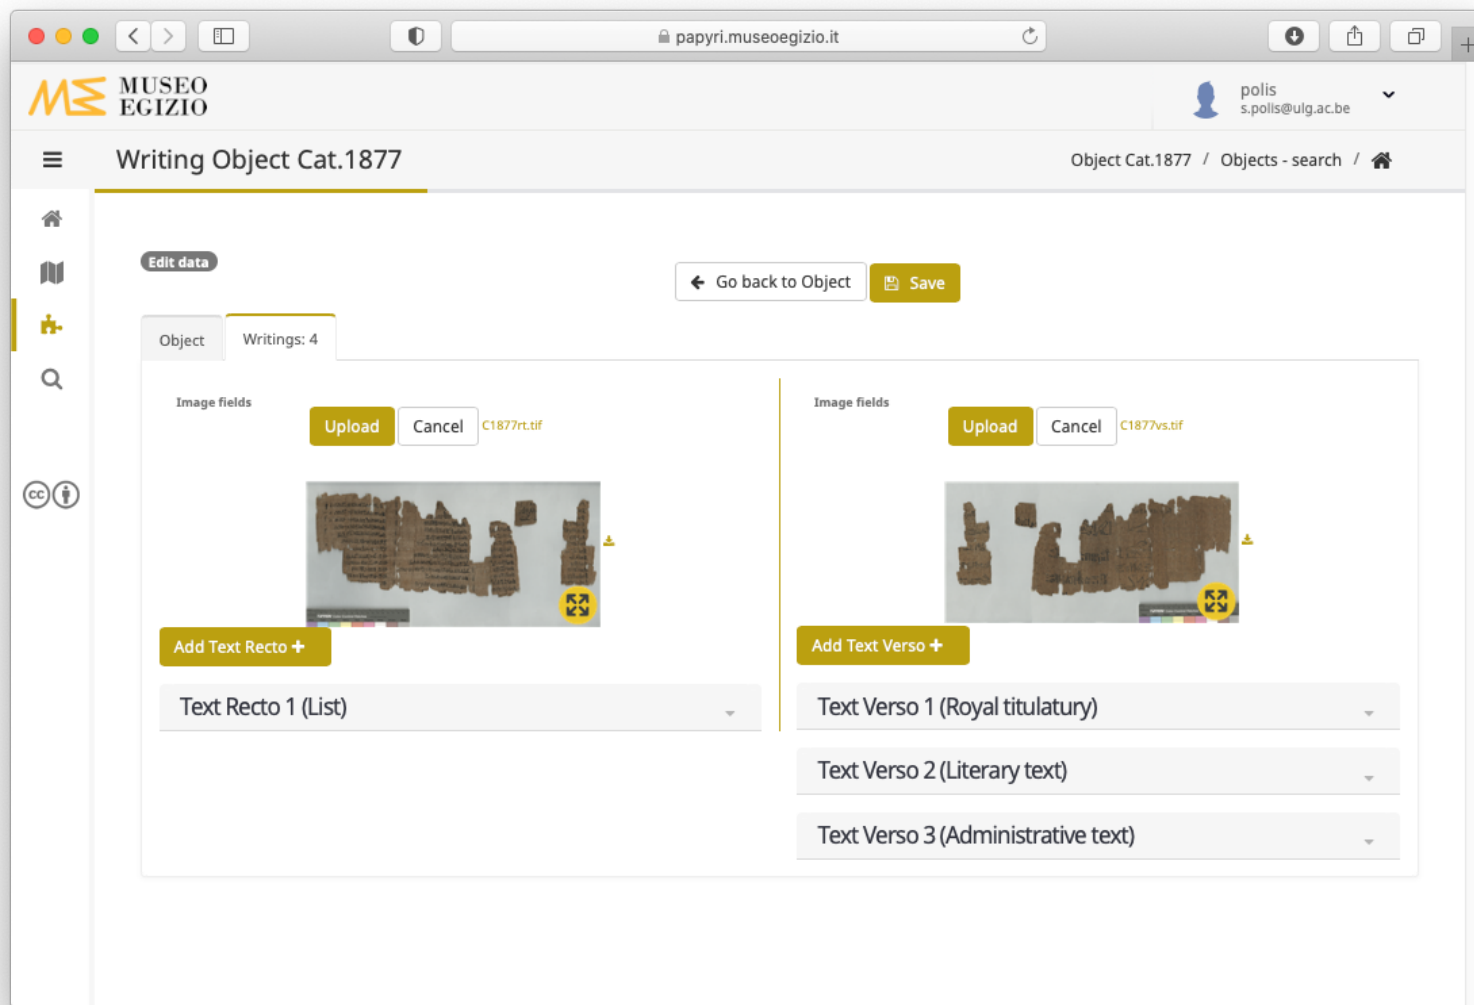 papyri.museoegizio.it
MUSEO
EGIZIO
polis
s.polis@ulg.ac.be
Writing Object Cat.1877
Object Cat.1877 / Objects - search /
Edit data
Go back to Object
Save
Object
Writings: 4
Image fields
Upload
Cancel
C1877rt.tif
Add Text Recto +
Text Recto 1 (List)
Image fields
Upload
Cancel
C1877vs.tif
Add Text Verso +
Text Verso 1 (Royal titulatury)
Text Verso 2 (Literary text)
Text Verso 3 (Administrative text)
cc